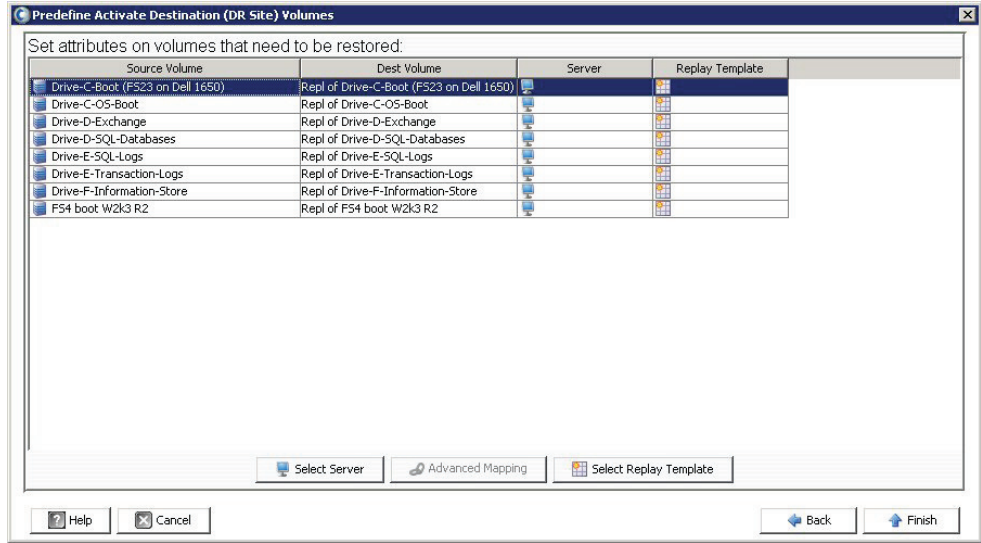 Predefine Activate Destination (DR Site) Volumes
Set attributes on volumes that need to be restored:
Source Volume Dest Volume Server Replay Template
Drive-C-Boot (FS23 on Dell 1650) Repl of Drive-C-Boot (FS23 on Dell 1650)
Drive-C-OS-Boot Repl of Drive-C-OS-Boot
Drive-D-Exchange Repl of Drive-D-Exchange
Drive-D-SQL-Databases Repl of Drive-D-SQL-Databases
Drive-E-SQL-Logs Repl of Drive-E-SQL-Logs
Drive-E-Transaction-Logs Repl of Drive-E-Transaction-Logs
Drive-F-Information-Store Repl of Drive-F-Information-Store
FS4 boot W2k3 R2 Repl of FS4 boot W2k3 R2
Select Server Advanced Mapping Select Replay Template
? Help Cancel Back Finish